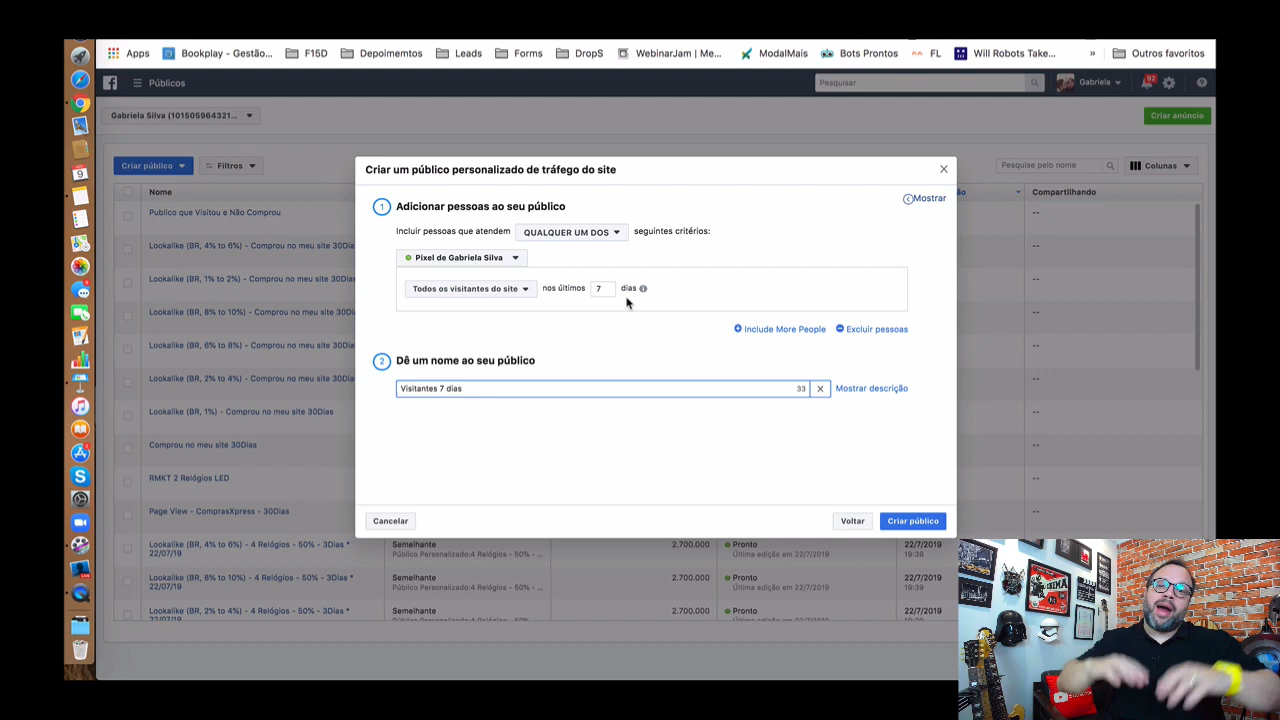 Apps Bookplay - Gestão... F15D Depoimentos Leads Forms DropS WebinarJam | Me... ModalMais Bots Prontos FL Will Robots Take... » Outros favoritos
Públicos Pesquisar Gabriela 82
Gabriela Silva (101505964321... Criar anúncio
Criar público Filtros Pesquise pelo nome Colunas
Nome Compartilhando
Criar um público personalizado de tráfego do site
Mostrar
1 Adicionar pessoas ao seu público
Incluir pessoas que atendem QUALQUER UM DOS seguintes critérios:
Pixel de Gabriela Silva
Todos os visitantes do site nos últimos 7 dias
Include More People Excluir pessoas
2 Dê um nome ao seu público
Visitantes 7 dias 33 Mostrar descrição
Cancelar Voltar Criar público
Publico que Visitou e Não Comprou --
Lookalike (BR, 4% to 6%) - Comprou no meu site 30Dia --
Lookalike (BR, 1% to 2%) - Comprou no meu site 30Dia --
Lookalike (BR, 8% to 10%) - Comprou no meu site 30Di --
Lookalike (BR, 6% to 8%) - Comprou no meu site 30Dia --
Lookalike (BR, 2% to 4%) - Comprou no meu site 30Dia --
Lookalike (BR, 1%) - Comprou no meu site 30Dias --
Comprou no meu site 30Dias --
RMKT 2 Relógios LED --
Page View - ComprasXpress - 30Dias --
Lookalike (BR, 4% to 6%) - 4 Relógios - 50% - 3Dias * Semelhante 2.700.000 Pronto 22/7/2019
22/07/19 Público Personalizado:4 Relógios - 50% - ... Última edição em 22/7/2019 19:39
Lookalike (BR, 8% to 10%) - 4 Relógios - 50% - 3Dias * Semelhante 2.700.000 Pronto 22/7/2019
22/07/19 Público Personalizado:4 Relógios - 50% - ... Última edição em 22/7/2019 19:39
Lookalike (BR, 2% to 4%) - 4 Relógios - 50% - 3Dias * Semelhante 2.700.000 Pronto 22/7/2019
22/07/19